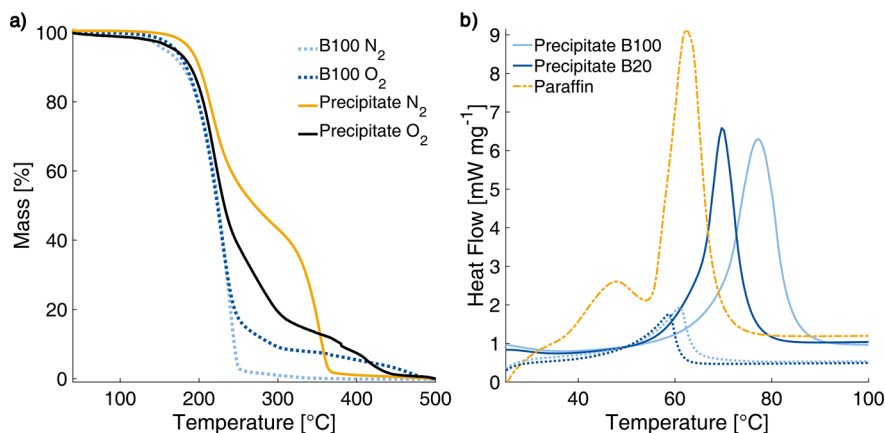 a)
Mass [%]
100
80
60
40
20
0
B100 N2
B100 O2
Precipitate N2
Precipitate O2
100 200 300 400 500
Temperature [°C]
b)
Heat Flow [mW mg-1]
9
8
7
6
5
4
3
2
1
Precipitate B100
Precipitate B20
Paraffin
40 60 80 100
Temperature [°C]